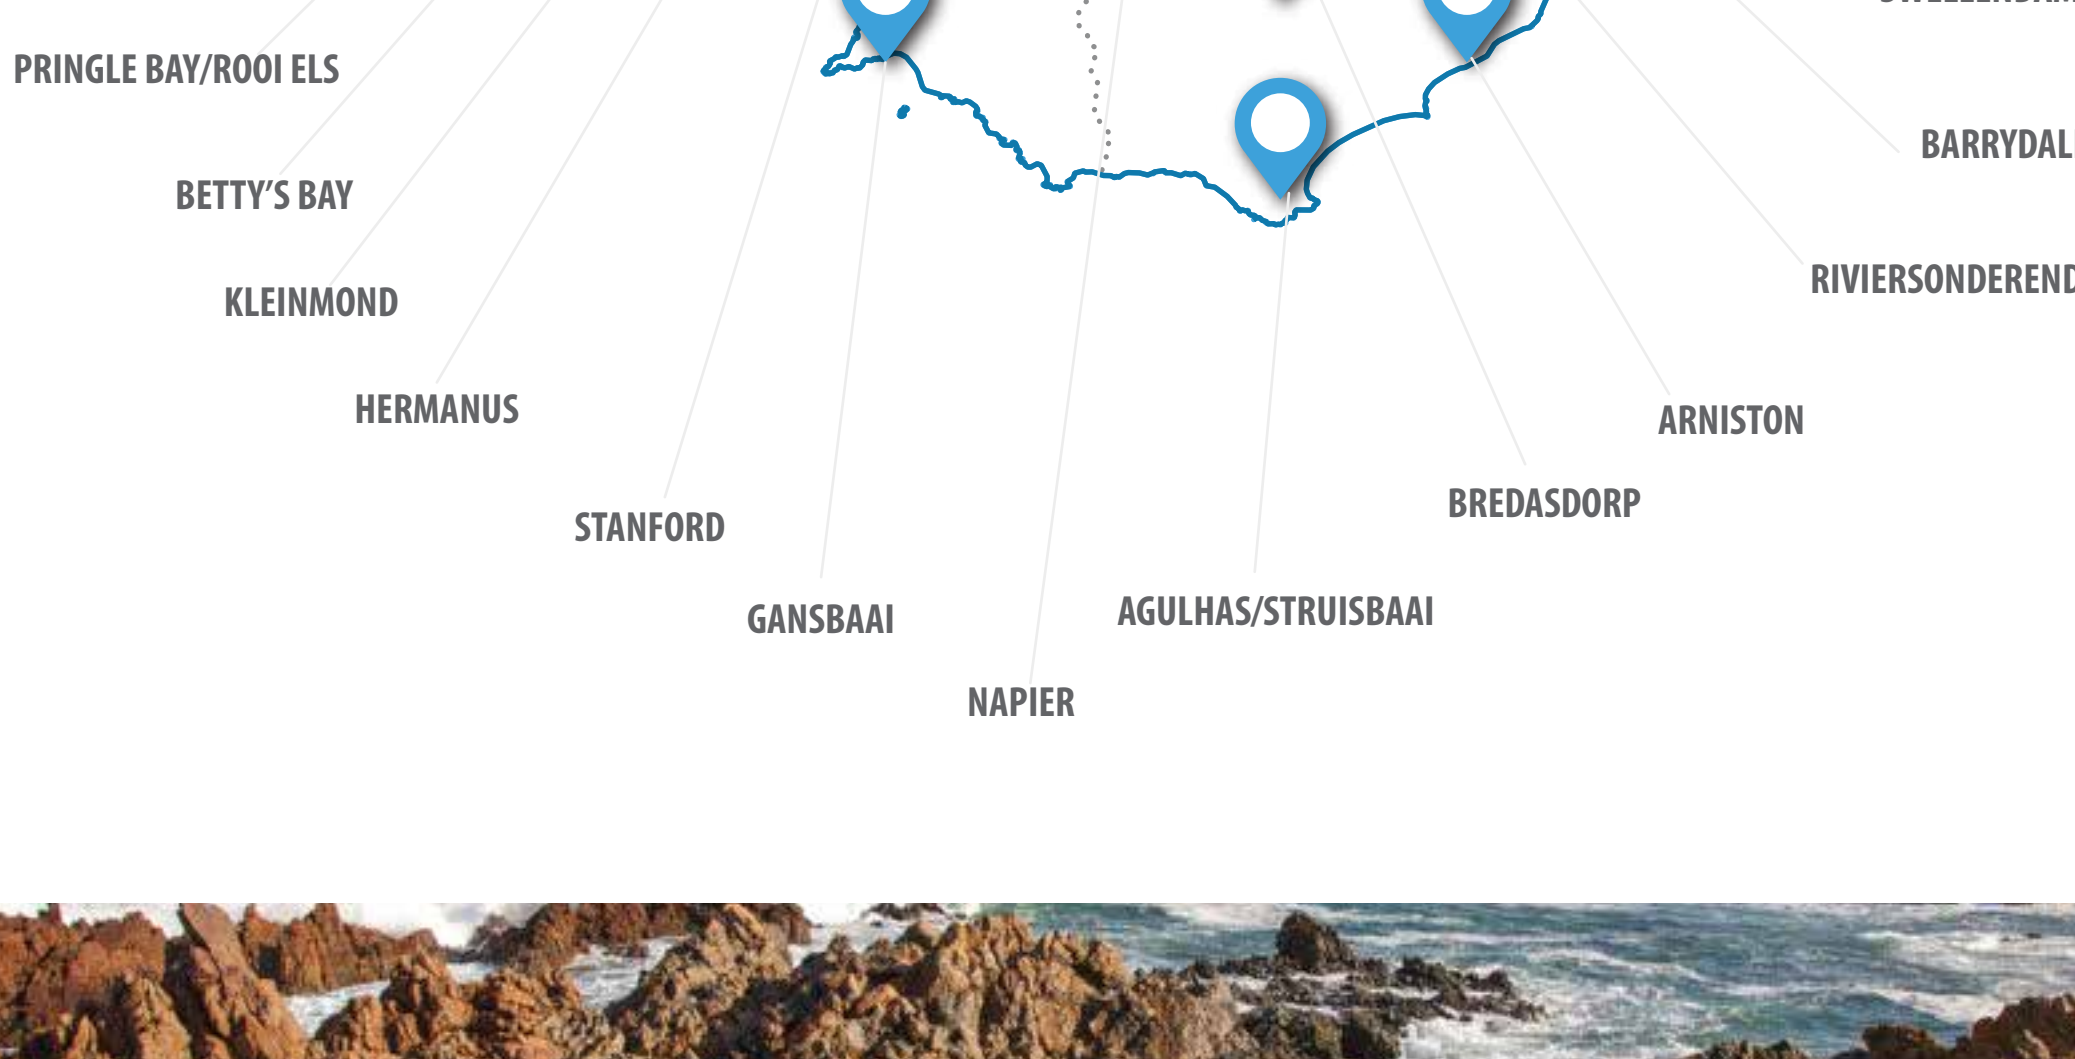 PRINGLE BAY/ROOI ELS
BARRYDAL
BETTY'S BAY
RIVIERSONDEREND
KLEINMOND
HERMANUS
ARNISTON
BREDASDORP
STANFORD
AGULHAS/STRUISBAAI
GANSBAAI
NAPIER